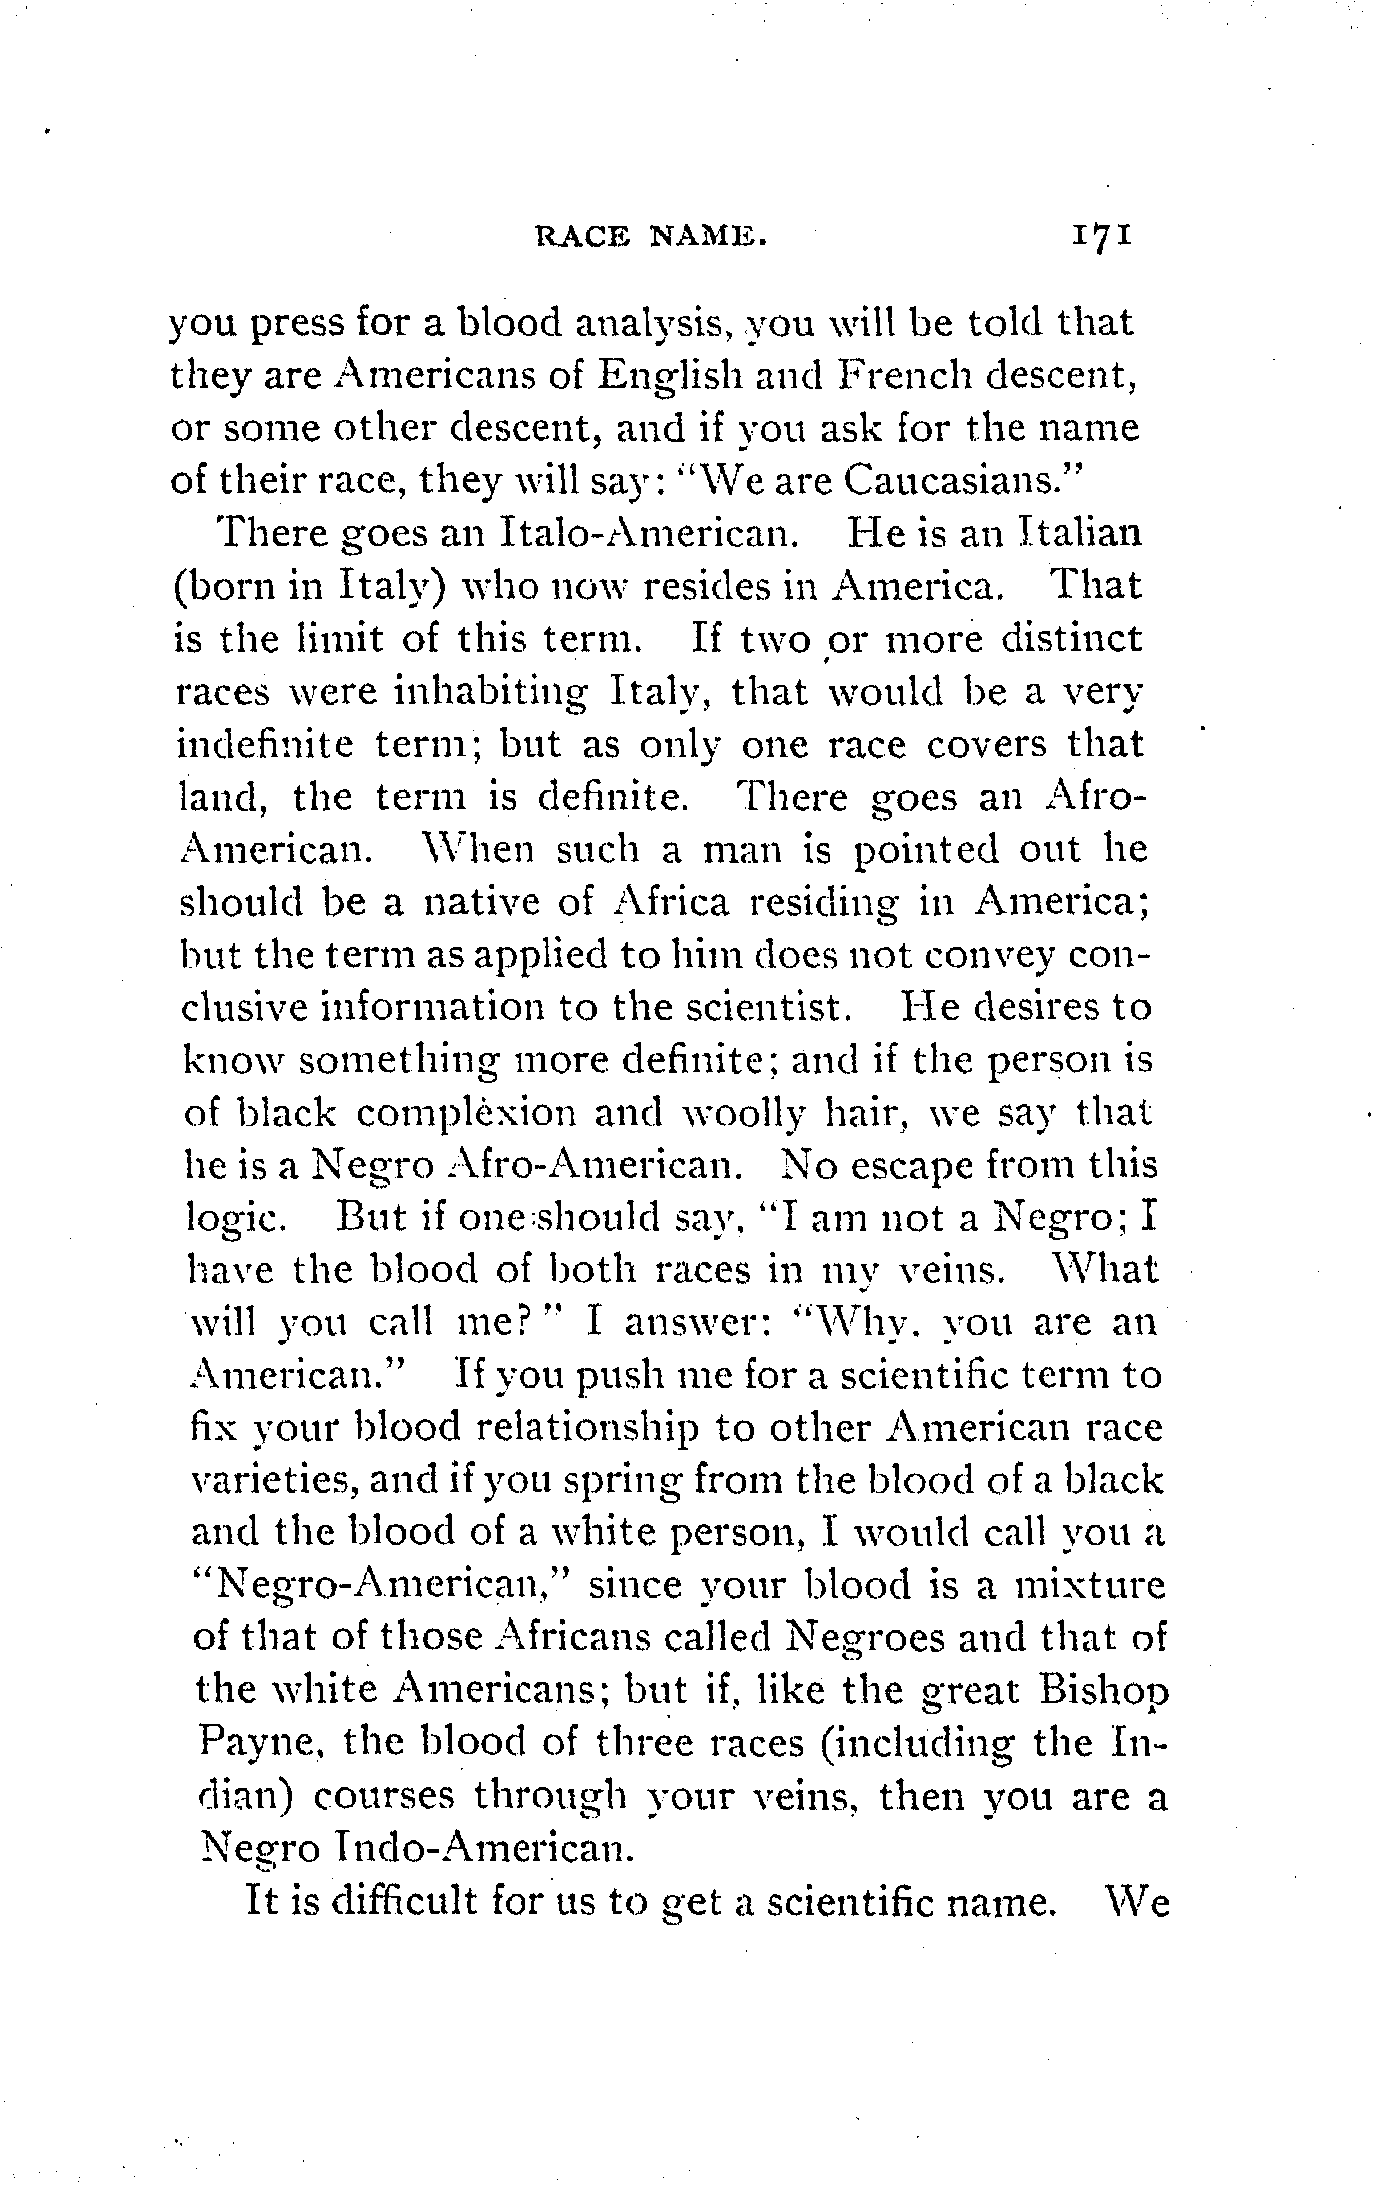 RACE NAME. 171
you press for a blood analysis, you will be told that
they are Americans of English and French descent,
or some other descent, and if you ask for the name
of their race, they will say: "We are Caucasians."
There goes an Italo-American. He is an Italian
(born in Italy) who now resides in America. That
is the limit of this term. If two or more distinct
races were inhabiting Italy, that would be a very
indefinite term; but as only one race covers that
land, the term is definite. There goes an Afro-
American. When such a man is pointed out he
should be a native of Africa residing in America;
but the term as applied to him does not convey con-
clusive information to the scientist. He desires to
know something more definite; and if the person is
of black complexion and woolly hair, we say that
he is a Negro Afro-American. No escape from this
logic. But if one should say, "I am not a Negro; I
have the blood of both races in my veins. What
will you call me?" I answer: "Why, you are an
American." If you push me for a scientific term to
fix your blood relationship to other American race
varieties, and if you spring from the blood of a black
and the blood of a white person, I would call you a
"Negro-American," since your blood is a mixture
of that of those Africans called Negroes and that of
the white Americans; but if, like the great Bishop
Payne, the blood of three races (including the In-
dian) courses through your veins, then you are a
Negro Indo-American.
It is difficult for us to get a scientific name. We